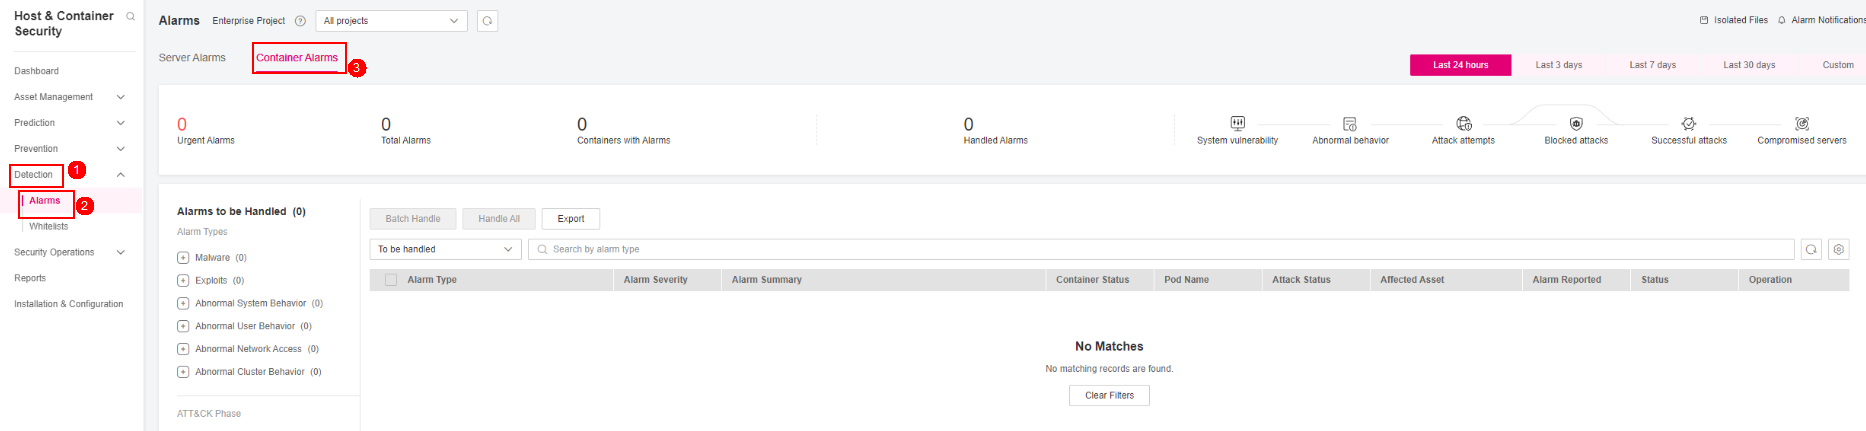 Host & Container
Security
Dashboard
Asset Management
Prediction
Prevention
Detection
1
Alarms
2
Whitelists
Security Operations
Reports
Installation & Configuration
Alarms Enterprise Project ? All projects
Isolated Files Alarm Notifications
Server Alarms Container Alarms 3
Last 24 hours Last 3 days Last 7 days Last 30 days Custom
0 0 0 0
Urgent Alarms Total Alarms Containers with Alarms Handled Alarms System vulnerability Abnormal behavior Attack attempts Blocked attacks Successful attacks Compromised servers
Alarms to be Handled (0)
Alarm Types
Malware (0)
Exploits (0)
Abnormal System Behavior (0)
Abnormal User Behavior (0)
Abnormal Network Access (0)
Abnormal Cluster Behavior (0)
ATT&CK Phase
Batch Handle Handle All Export
To be handled Search by alarm type
Alarm Type Alarm Severity Alarm Summary Container Status Pod Name Attack Status Affected Asset Alarm Reported Status Operation
No Matches
No matching records are found.
Clear Filters